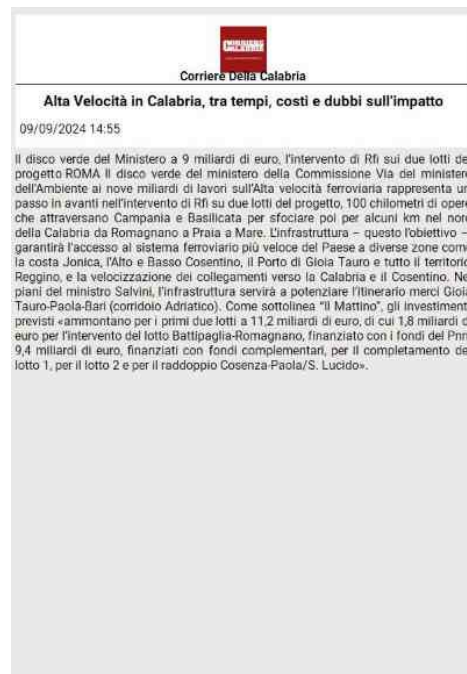 CORRIERE
CALABRIA
Corriere Della Calabria
Alta Velocità in Calabria, tra tempi, costi e dubbi sull'impatto
09/09/2024 14:55
Il disco verde del Ministero a 9 miliardi di euro, l'intervento di Rfi sui due lotti de
progetto ROMA Il disco verde del ministero della Commissione Via del ministero
dell'Ambiente ai nove miliardi di lavori sull'Alta velocità ferroviaria rappresenta un
passo in avanti nell'intervento di Rfi su due lotti del progetto, 100 chilometri di opere
che attraversano Campania e Basilicata per sfociare poi per alcuni km nel nord
della Calabria da Romagnano a Praia a Mare. L'infrastruttura – questo l'obiettivo –
garantirà l'accesso al sistema ferroviario più veloce del Paese a diverse zone come
la costa Jonica, l'Alto e Basso Cosentino, il Porto di Gioia Tauro e tutto il territorio
Reggino, e la velocizzazione dei collegamenti verso la Calabria e il Cosentino. Ne
piani del ministro Salvini, l'infrastruttura servirà a potenziare l'itinerario merci Gioia
Tauro-Paola-Bari (corridoio Adriatico). Come sottolinea "Il Mattino", gli investimenti
previsti «ammontano per i primi due lotti a 11,2 miliardi di euro, di cui 1,8 miliardi d
euro per l'intervento del lotto Battipaglia-Romagnano, finanziato con i fondi del Pnrr
9,4 miliardi di euro, finanziati con fondi complementari, per il completamento de
lotto 1, per il lotto 2 e per il raddoppio Cosenza-Paola/S. Lucido».